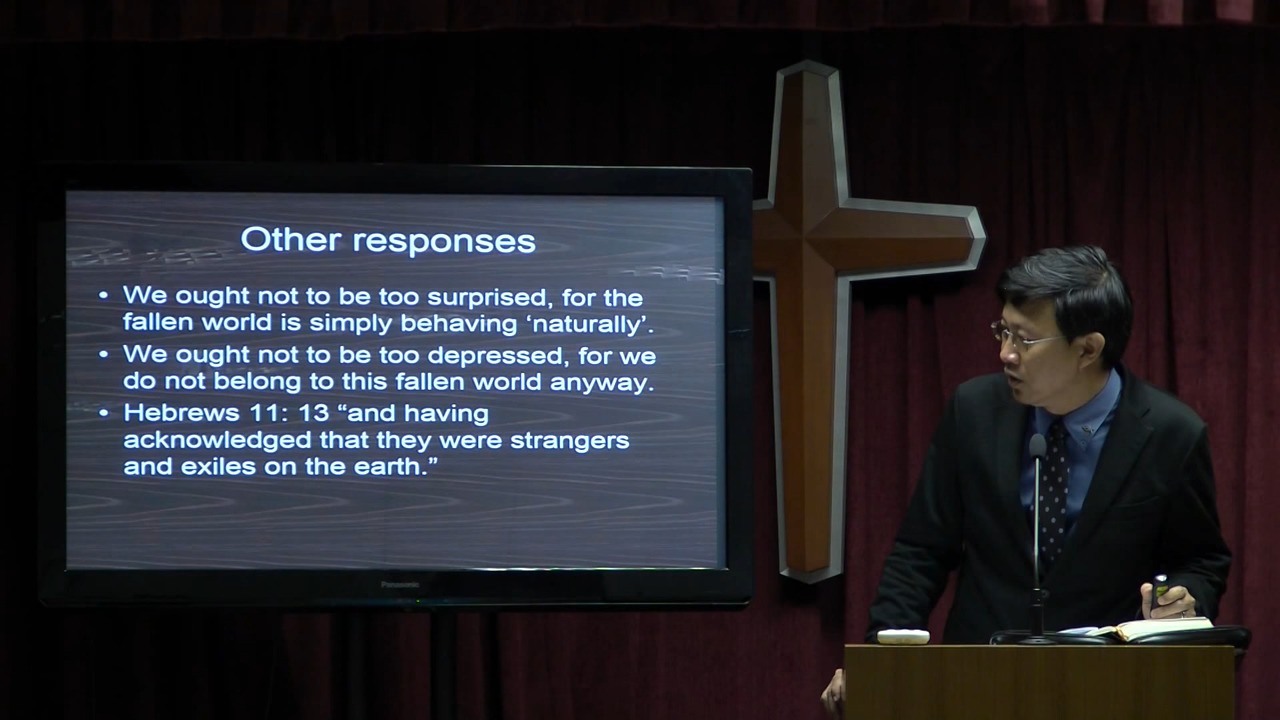 Other responses
• We ought not to be too surprised, for the
fallen world is simply behaving ‘naturally’.
• We ought not to be too depressed, for we
do not belong to this fallen world anyway.
• Hebrews 11: 13 “and having
acknowledged that they were strangers
and exiles on the earth.”
Panasonic